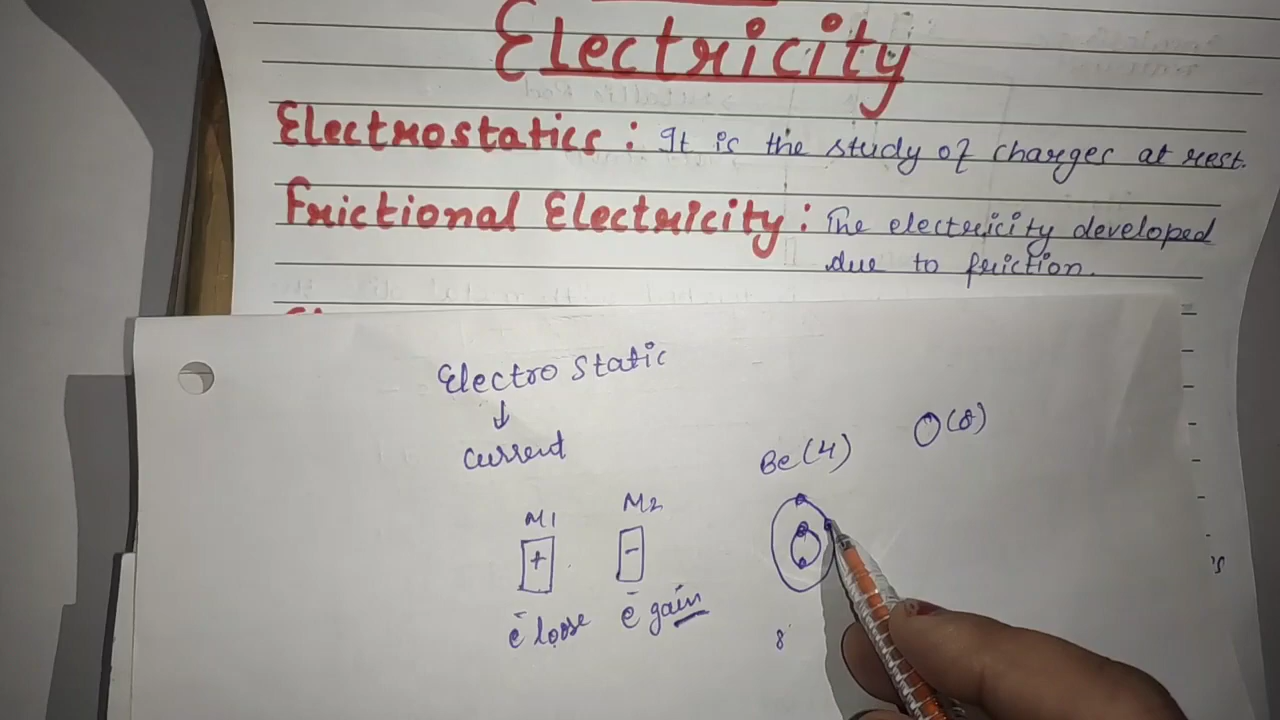 Electricity
Electrostatics : It is the study of charges at rest.
Frictional Electricity : The electricity developed
due to friction.
Electro Static
↓
Current
Be (4)
O (8)
M1
M2
+
-
ē loose
ē gain
8